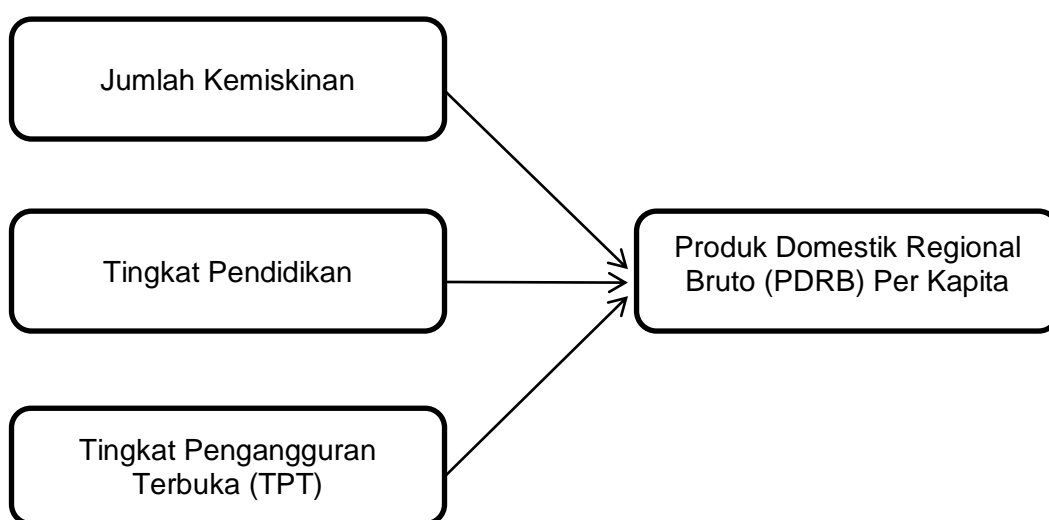 Jumlah Kemiskinan
Tingkat Pendidikan
Produk Domestik Regional
Bruto (PDRB) Per Kapita
Tingkat Pengangguran
Terbuka (TPT)